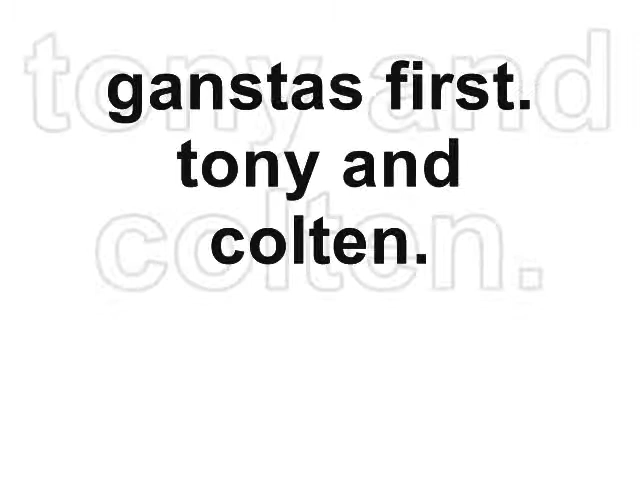 tony and
ganstas first.
tony and
colten.
colten.